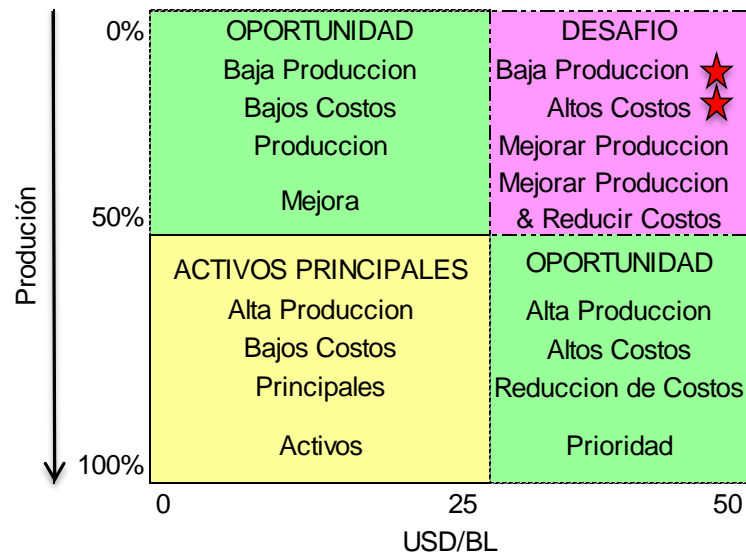 Produción
0%
50%
100%
OPORTUNIDAD
Baja Produccion
Bajos Costos
Produccion
Mejora
DESAFIO
Baja Produccion
Altos Costos
Mejorar Produccion
Mejorar Produccion
& Reducir Costos
ACTIVOS PRINCIPALES
Alta Produccion
Bajos Costos
Principales
Activos
OPORTUNIDAD
Alta Produccion
Altos Costos
Reduccion de Costos
Prioridad
0
25
50
USD/BL